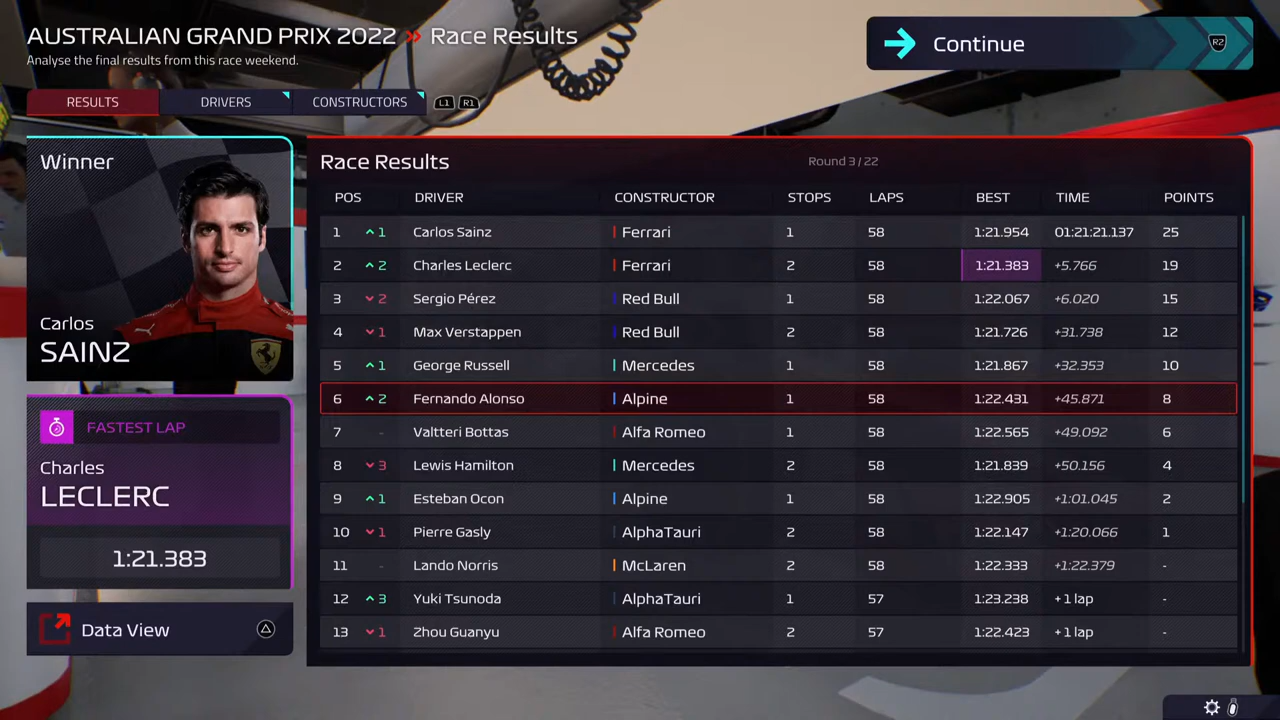 AUSTRALIAN GRAND PRIX 2022 » Race Results
Analyse the final results from this race weekend.
Continue R2
RESULTS DRIVERS CONSTRUCTORS L1 R1
Winner
Carlos
SAINZ
FASTEST LAP
Charles
LECLERC
1:21.383
Data View
Race Results Round 3 / 22
POS DRIVER CONSTRUCTOR STOPS LAPS BEST TIME POINTS
1 1 Carlos Sainz Ferrari 1 58 1:21.954 01:21:21.137 25
2 2 Charles Leclerc Ferrari 2 58 1:21.383 +5.766 19
3 2 Sergio Pérez Red Bull 1 58 1:22.067 +6.020 15
4 1 Max Verstappen Red Bull 2 58 1:21.726 +31.738 12
5 1 George Russell Mercedes 1 58 1:21.867 +32.353 10
6 2 Fernando Alonso Alpine 1 58 1:22.431 +45.871 8
7 - Valtteri Bottas Alfa Romeo 1 58 1:22.565 +49.092 6
8 3 Lewis Hamilton Mercedes 2 58 1:21.839 +50.156 4
9 1 Esteban Ocon Alpine 1 58 1:22.905 +1:01.045 2
10 1 Pierre Gasly AlphaTauri 2 58 1:22.147 +1:20.066 1
11 - Lando Norris McLaren 2 58 1:22.333 +1:22.379 -
12 3 Yuki Tsunoda AlphaTauri 1 57 1:23.238 + 1 lap -
13 1 Zhou Guanyu Alfa Romeo 2 57 1:22.423 + 1 lap -